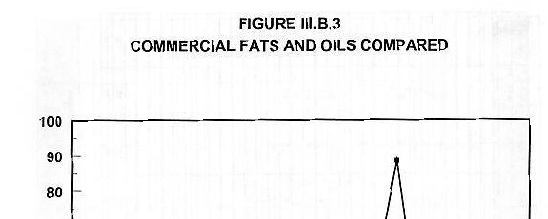 FIGURE III.B.3
COMMERCIAL FATS AND OILS COMPARED
100
90
80